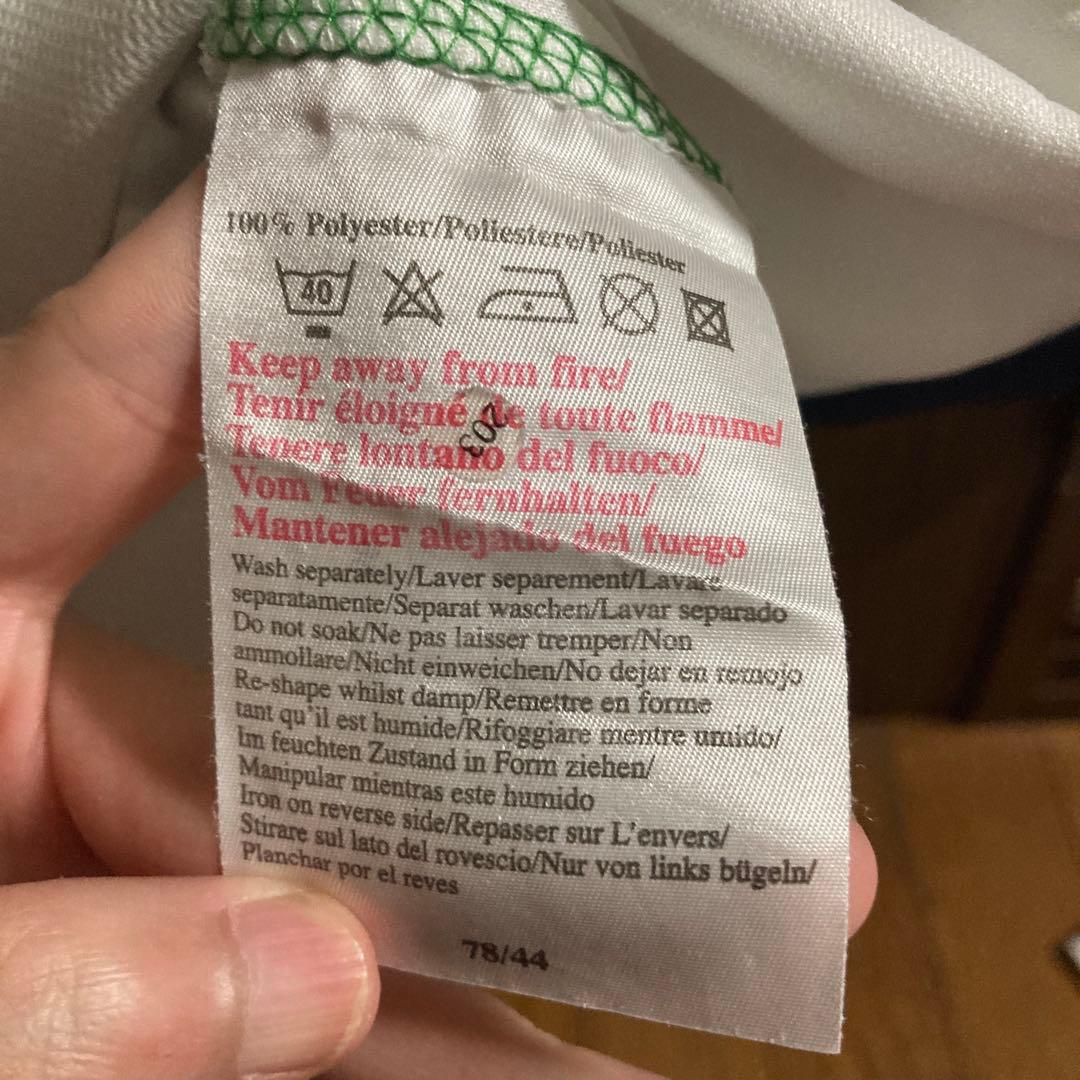 100% Polyester/Poliestere/Poliester
40
Keep away from fire/
Tenir éloigné de toute flamme/
203
Tenere lontano del fuoco/
Vom Feuer fernhalten/
Mantener alejado del fuego
Wash separately/Laver separement/Lavare
separatamente/Separat waschen/Lavar separado
Do not soak/Ne pas laisser tremper/Non
ammollare/Nicht einweichen/No dejar en remojo
Re-shape whilst damp/Remettre en forme
tant qu'il est humide/Rifoggiare mentre umido/
Im feuchten Zustand in Form ziehen/
Manipular mientras este humido
Iron on reverse side/Repasser sur L'envers/
Stirare sul lato del rovescio/Nur von links bügeln/
Planchar por el reves
78/44